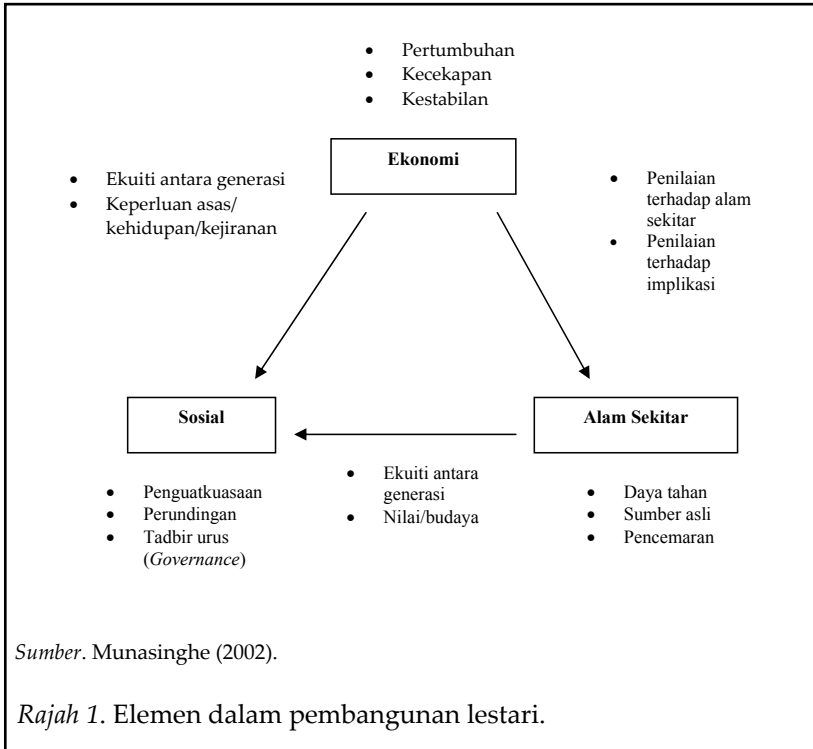 • Pertumbuhan
• Kecekapan
• Kestabilan
Ekonomi
• Ekuiti antara generasi
• Keperluan asas/
kehidupan/kejiranan
• Penilaian
terhadap alam
sekitar
• Penilaian
terhadap
implikasi
Sosial
Alam Sekitar
• Penguatkuasaan
• Perundingan
• Tadbir urus
(Governance)
• Ekuiti antara
generasi
• Nilai/budaya
• Daya tahan
• Sumber asli
• Pencemaran
Sumber. Munasinghe (2002).
Rajah 1. Elemen dalam pembangunan lestari.